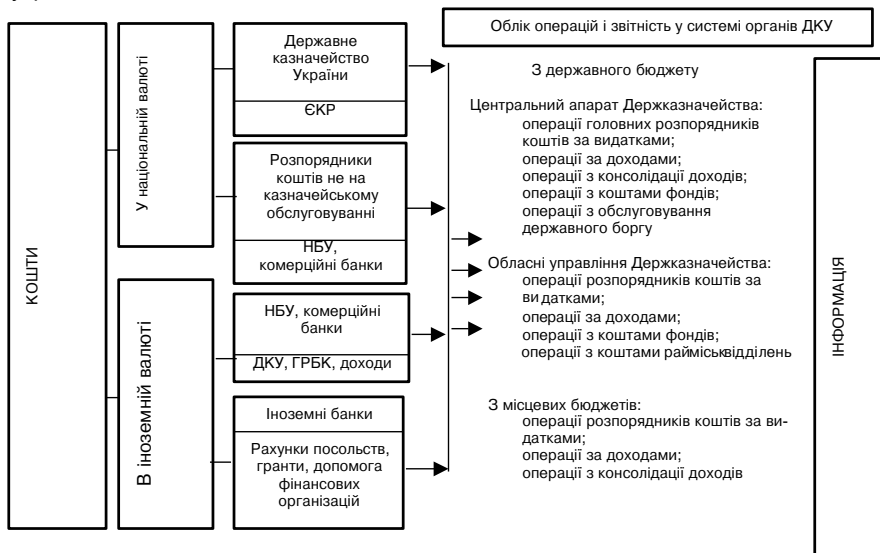 Облік операцій і звітність у системі органів ДКУ
КОШТИ
У національній валюті
Державне
казначейство
України
ЄКР
Розпорядники
коштів не на
казначейському
обслуговуванні
НБУ,
комерційні банки
В іноземній валюті
НБУ, комерційні
банки
ДКУ, ГРБК, доходи
Іноземні банки
Рахунки посольств,
гранти, допомога
фінансових
організацій
З державного бюджету
Центральний апарат Держказначейства:
операції головних розпорядників
коштів за видатками;
операції за доходами;
операції з консолідації доходів;
операції з коштами фондів;
операції з обслуговування
державного боргу
Обласні управління Держказначейства:
операції розпорядників коштів за
видатками;
операції за доходами;
операції з коштами фондів;
операції з коштами райміськвідділень
З місцевих бюджетів:
операції розпорядників коштів за ви-
датками;
операції за доходами;
операції з консолідації доходів
ІНФОРМАЦІЯ